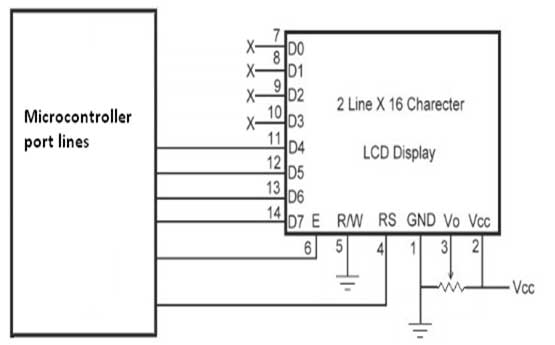 Microcontroller
port lines
X 7 D0
X 8 D1
X 9 D2
X 10 D3
11 D4
12 D5
13 D6
14 D7
2 Line X 16 Charecter
LCD Display
E R/W RS GND Vo Vcc
6 5 4 1 3 2
Vcc